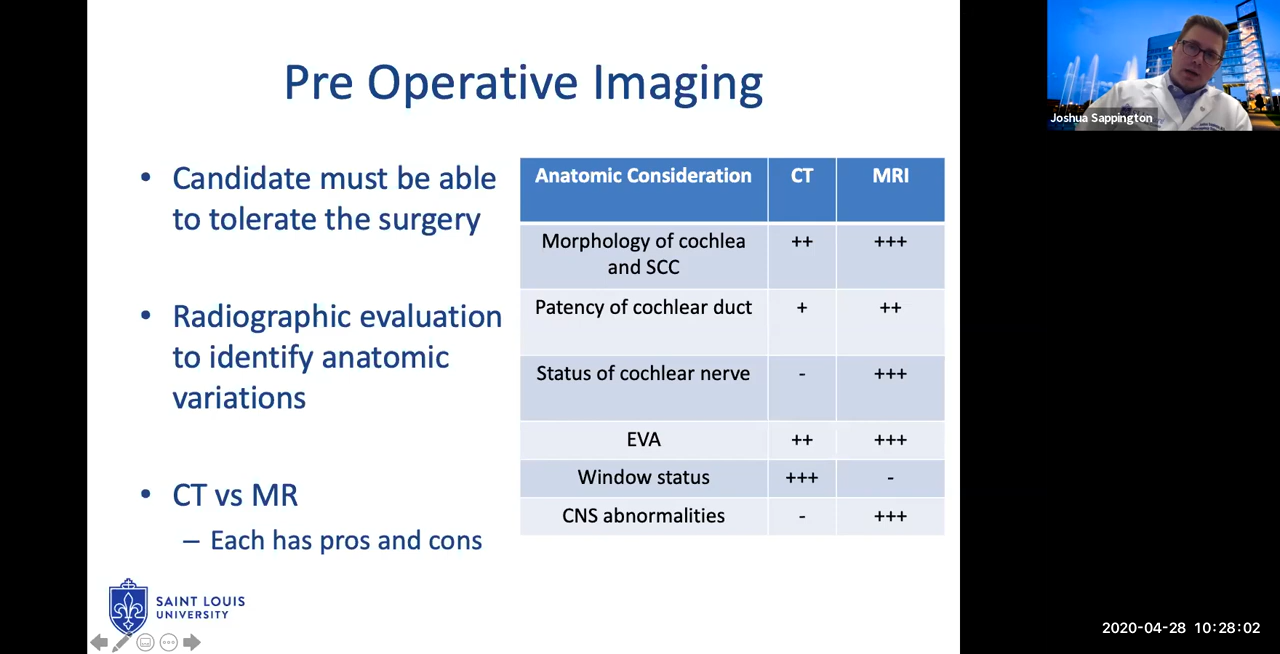 Pre Operative Imaging
• Candidate must be able
to tolerate the surgery
• Radiographic evaluation
to identify anatomic
variations
• CT vs MR
– Each has pros and cons
Anatomic Consideration CT MRI
Morphology of cochlea
and SCC ++ +++
Patency of cochlear duct + ++
Status of cochlear nerve - +++
EVA ++ +++
Window status +++ -
CNS abnormalities - +++
SAINT LOUIS
UNIVERSITY
Joshua Sappington
2020-04-28 10:28:02